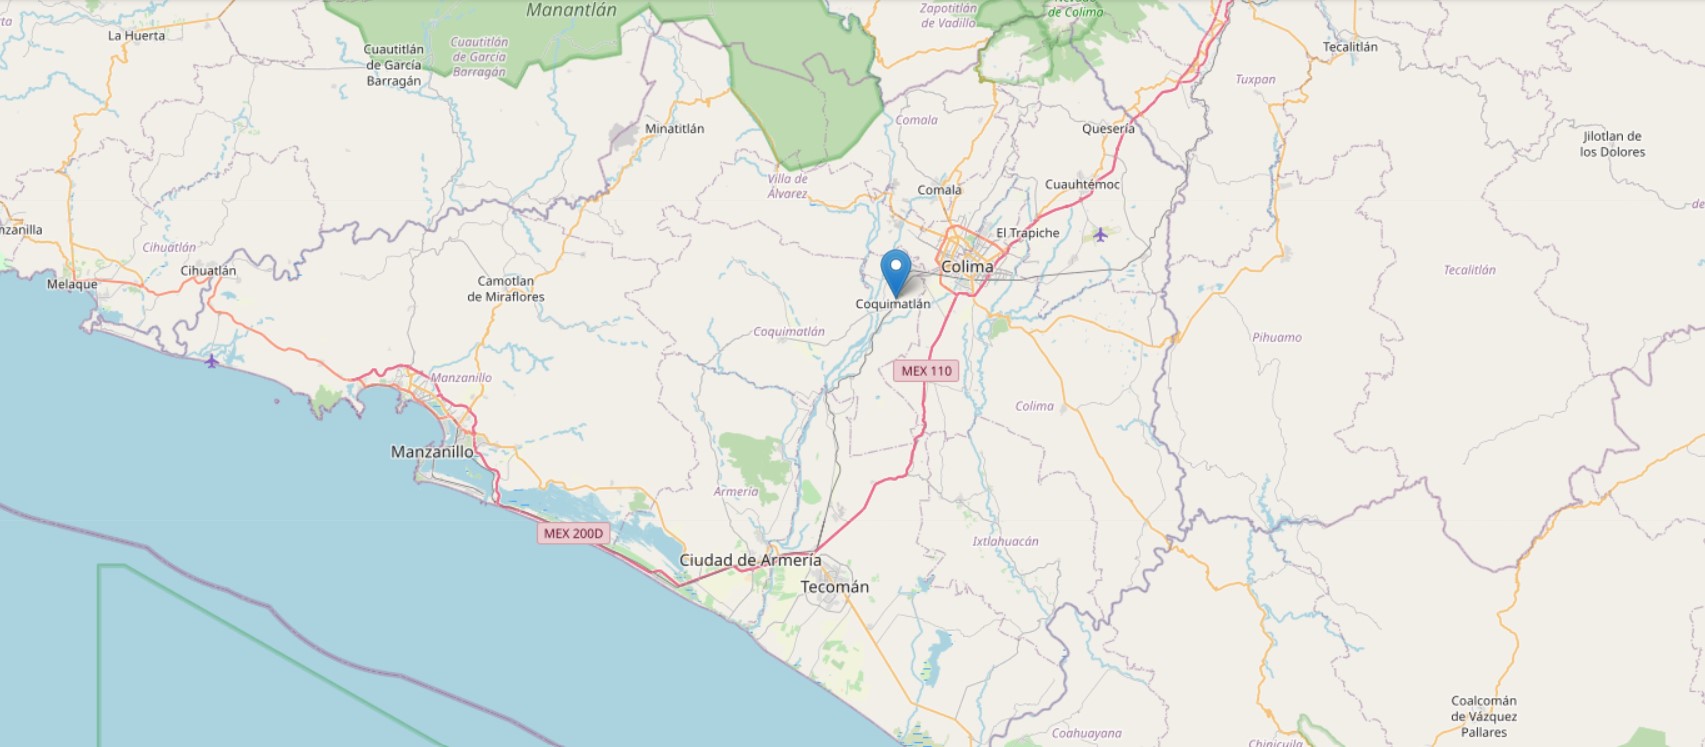 Manantlán
Zapotitlán
de Vadilla
de Colima
La Huerta
Cuautitlán
de García
Barragán
Cuautitlán
de García
Barragán
Tecalitlán
Tuxpan
Minatitlán
Comala
Quesería
Jilotlan de
los Dolores
Villa de
Álvarez
Comala
Cuauhtémoc
nzanilla
El Trapiche
Cihuatlán
Cihuatlán
Colima
Tecalitlán
Melaque
Camotlan
de Miraflores
Coquimatlán
Coquimatlán
Pihuamo
MEX 110
Manzanillo
Colima
Manzanillo
Armería
MEX 200D
Ixtlahuacán
Ciudad de Armería
Tecomán
Coalcomán
de Vázquez
Pallares
Coahuayana
Chinicuila